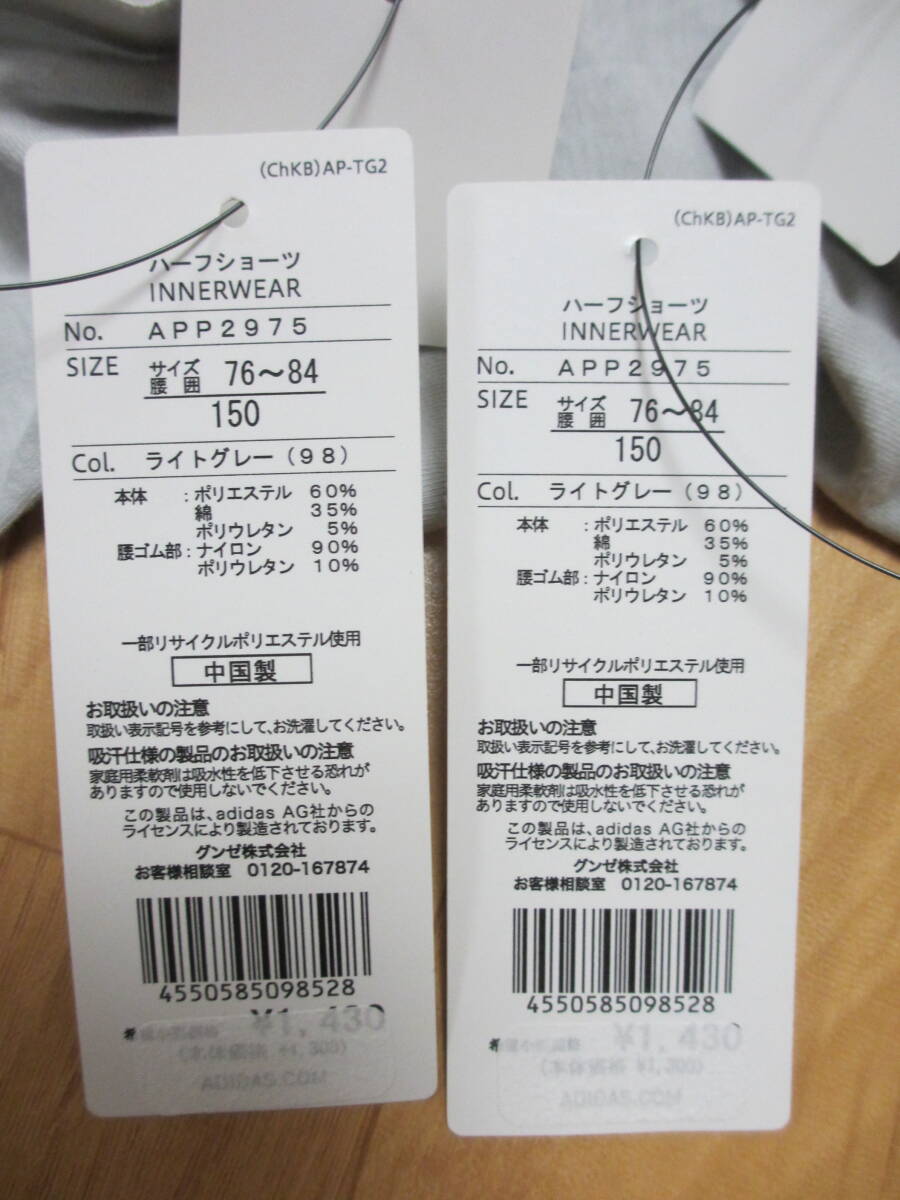 (ChKB)AP-TG2
ハーフショーツ
INNERWEAR
No. APP2975
SIZE サイズ 腰囲 76～84
150
Col. ライトグレー(98)
本体 :ポリエステル 60%
綿 35%
ポリウレタン 5%
腰ゴム部:ナイロン 90%
ポリウレタン 10%
一部リサイクルポリエステル使用
中国製
お取扱いの注意
取扱い表示記号を参考にして、お洗濯してください。
吸汗仕様の製品のお取扱いの注意
家庭用柔軟剤は吸水性を低下させる恐れが
ありますので使用しないでください。
この製品は、adidas AG社からの
ライセンスにより製造されております。
グンゼ株式会社
お客様相談室 0120-167874
4550585098528
¥1,430
(本体価格 ¥1,300)
ADIDAS.COM
(ChKB)AP-TG2
ハーフショーツ
INNERWEAR
No. APP2975
SIZE サイズ 腰囲 76～84
150
Col. ライトグレー(98)
本体 :ポリエステル 60%
綿 35%
ポリウレタン 5%
腰ゴム部:ナイロン 90%
ポリウレタン 10%
一部リサイクルポリエステル使用
中国製
お取扱いの注意
取扱い表示記号を参考にして、お洗濯してください。
吸汗仕様の製品のお取扱いの注意
家庭用柔軟剤は吸水性を低下させる恐れが
ありますので使用しないでください。
この製品は、adidas AG社からの
ライセンスにより製造されております。
グンゼ株式会社
お客様相談室 0120-167874
4550585098528
¥1,430
(本体価格 ¥1,300)
ADIDAS.COM